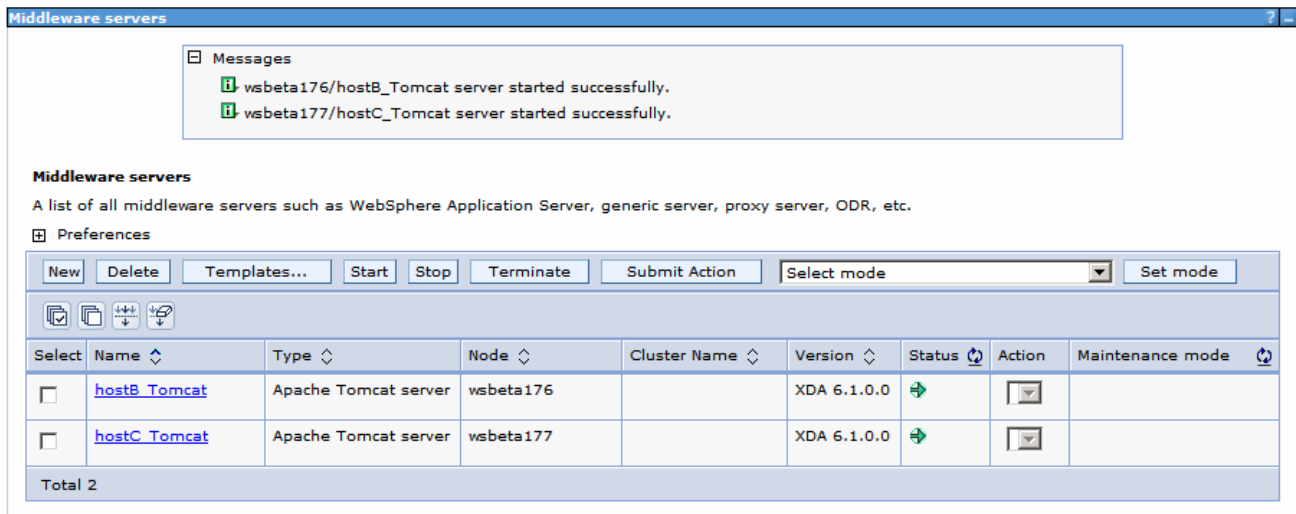 Middleware servers ? –
Messages
wsbeta176/hostB_Tomcat server started successfully.
wsbeta177/hostC_Tomcat server started successfully.
Middleware servers
A list of all middleware servers such as WebSphere Application Server, generic server, proxy server, ODR, etc.
Preferences
New Delete Templates... Start Stop Terminate Submit Action Select mode Set mode
Select Name Type Node Cluster Name Version Status Action Maintenance mode
hostB_Tomcat Apache Tomcat server wsbeta176 XDA 6.1.0.0
hostC_Tomcat Apache Tomcat server wsbeta177 XDA 6.1.0.0
Total 2